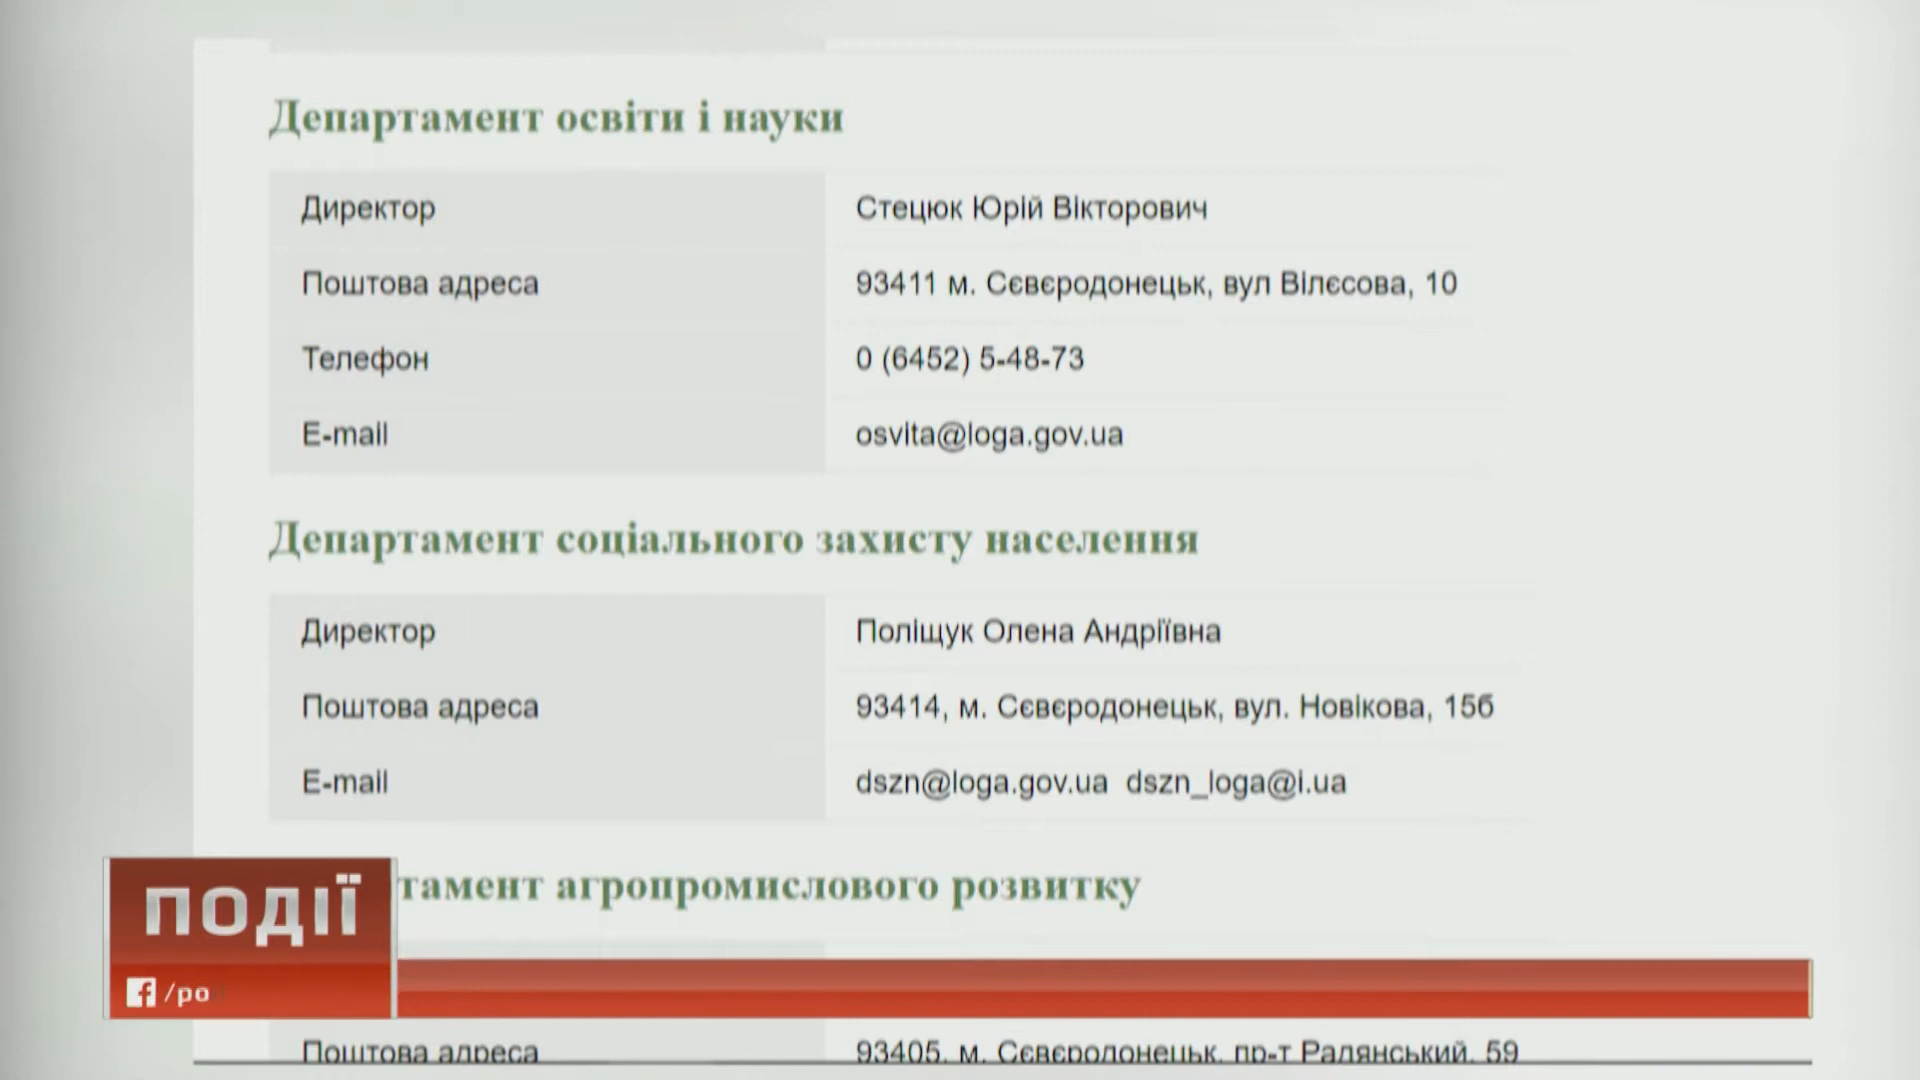 Департамент освіти і науки
Директор Стецюк Юрій Вікторович
Поштова адреса 93411 м. Сєвєродонецьк, вул Вілєсова, 10
Телефон 0 (6452) 5-48-73
E-mail osvita@loga.gov.ua
Департамент соціального захисту населення
Директор Поліщук Олена Андріївна
Поштова адреса 93414, м. Сєвєродонецьк, вул. Новікова, 15б
E-mail dszn@loga.gov.ua dszn_loga@i.ua
тамент агропромислового розвитку
ПОДІЇ
/po
Поштова адреса 93405, м. Сєвєродонецьк, пр-т Радянський, 59